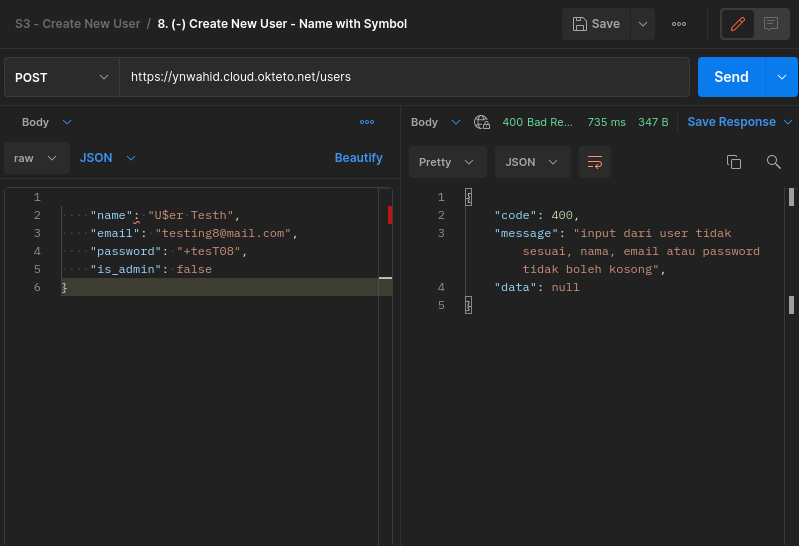 S3 - Create New User / 8. (-) Create New User - Name with Symbol
Save
POST
https://ynwahid.cloud.okteto.net/users
Send
Body
raw
JSON
Beautify
1
2 "name": "U$er Testh",
3 "email": "testing8@mail.com",
4 "password": "+tesT08",
5 "is_admin": false
6 }
Body
400 Bad Re... 735 ms 347 B
Save Response
Pretty
JSON
1 {
2 "code": 400,
3 "message": "input dari user tidak
sesuai, nama, email atau password
tidak boleh kosong",
4 "data": null
5 }